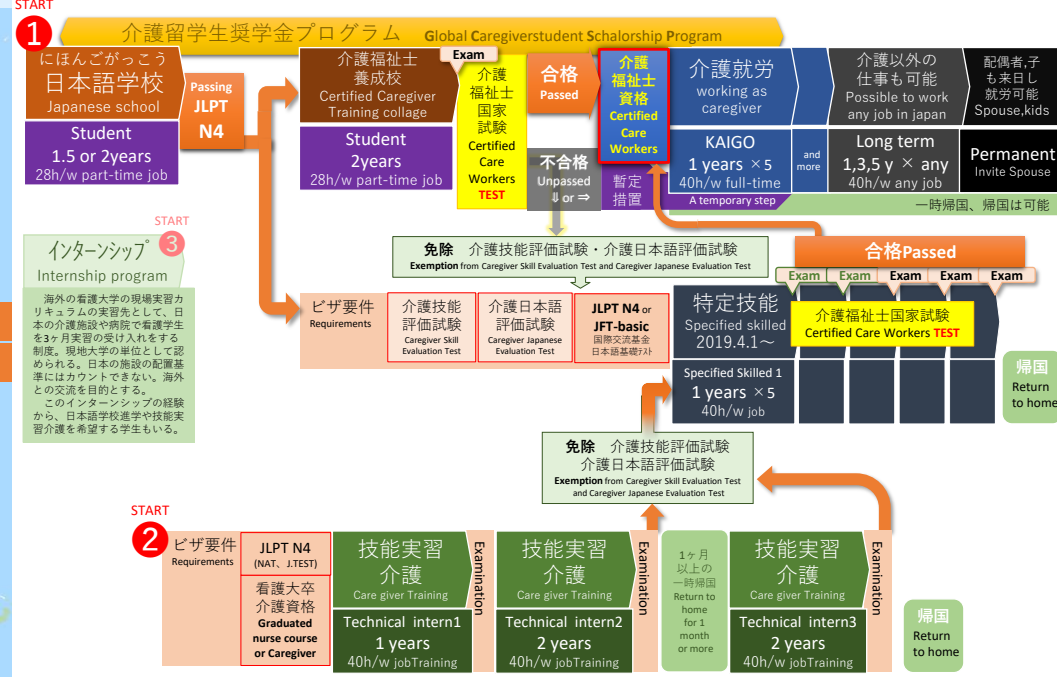 START
1
介護留学生奨学金プログラム Global Caregiverstudent Schalorship Program
にほんごがっこう
日本語学校
Japanese school
Student
1.5 or 2years
28h/w part-time job
Passing
JLPT
N4
介護福祉士
養成校
Certified Caregiver
Training collage
Student
2years
28h/w part-time job
Exam
介護
福祉士
国家
試験
Certified
Care
Workers
TEST
合格
Passed
不合格
Unpassed
⇓ or ⇒
介護
福祉士
資格
Certified
Care
Workers
暫定
措置
A temporary step
介護就労
working as
caregiver
KAIGO
1 years ×5
40h/w full-time
and
more
介護以外の
仕事も可能
Possible to work
any job in japan
Long term
1,3,5 y × any
40h/w any job
配偶者,子
も来日し
就労可能
Spouse,kids
Permanent
Invite Spouse
一時帰国、帰国は可能
START
3
インターンシップ
Internship program
海外の看護大学の現場実習カ
リキュラムの実習先として、日
本の介護施設や病院で看護学生
を3ヶ月実習の受け入れをする
制度。現地大学の単位として認
められる。日本の施設の配置基
準にはカウントできない。海外
との交流を目的とする。
このインターンシップの経験
から、日本語学校進学や技能実
習介護を希望する学生もいる。
免除 介護技能評価試験・介護日本語評価試験
Exemption from Caregiver Skill Evaluation Test and Caregiver Japanese Evaluation Test
ビザ要件
Requirements
介護技能
評価試験
Caregiver Skill
Evaluation Test
介護日本語
評価試験
Caregiver Japanese
Evaluation Test
JLPT N4 or
JFT-basic
国際交流基金
日本語基礎テスト
合格Passed
Exam
Exam
Exam
Exam
Exam
特定技能
Specified skilled
2019.4.1～
介護福祉士国家試験
Certified Care Workers TEST
Specified Skilled 1
1 years ×5
40h/w job
帰国
Return
to home
免除 介護技能評価試験
介護日本語評価試験
Exemption from Caregiver Skill Evaluation Test
and Caregiver Japanese Evaluation Test
START
2
ビザ要件
Requirements
JLPT N4
(NAT、J.TEST)
看護大卒
介護資格
Graduated
nurse course
or Caregiver
技能実習
介護
Care giver Training
Technical intern1
1 years
40h/w jobTraining
Examination
技能実習
介護
Care giver Training
Technical intern2
2 years
40h/w jobTraining
Examination
1ヶ月
以上の
一時帰国
Return to
home
for 1
month
or more
技能実習
介護
Care giver Training
Technical intern3
2 years
40h/w jobTraining
Examination
帰国
Return
to home